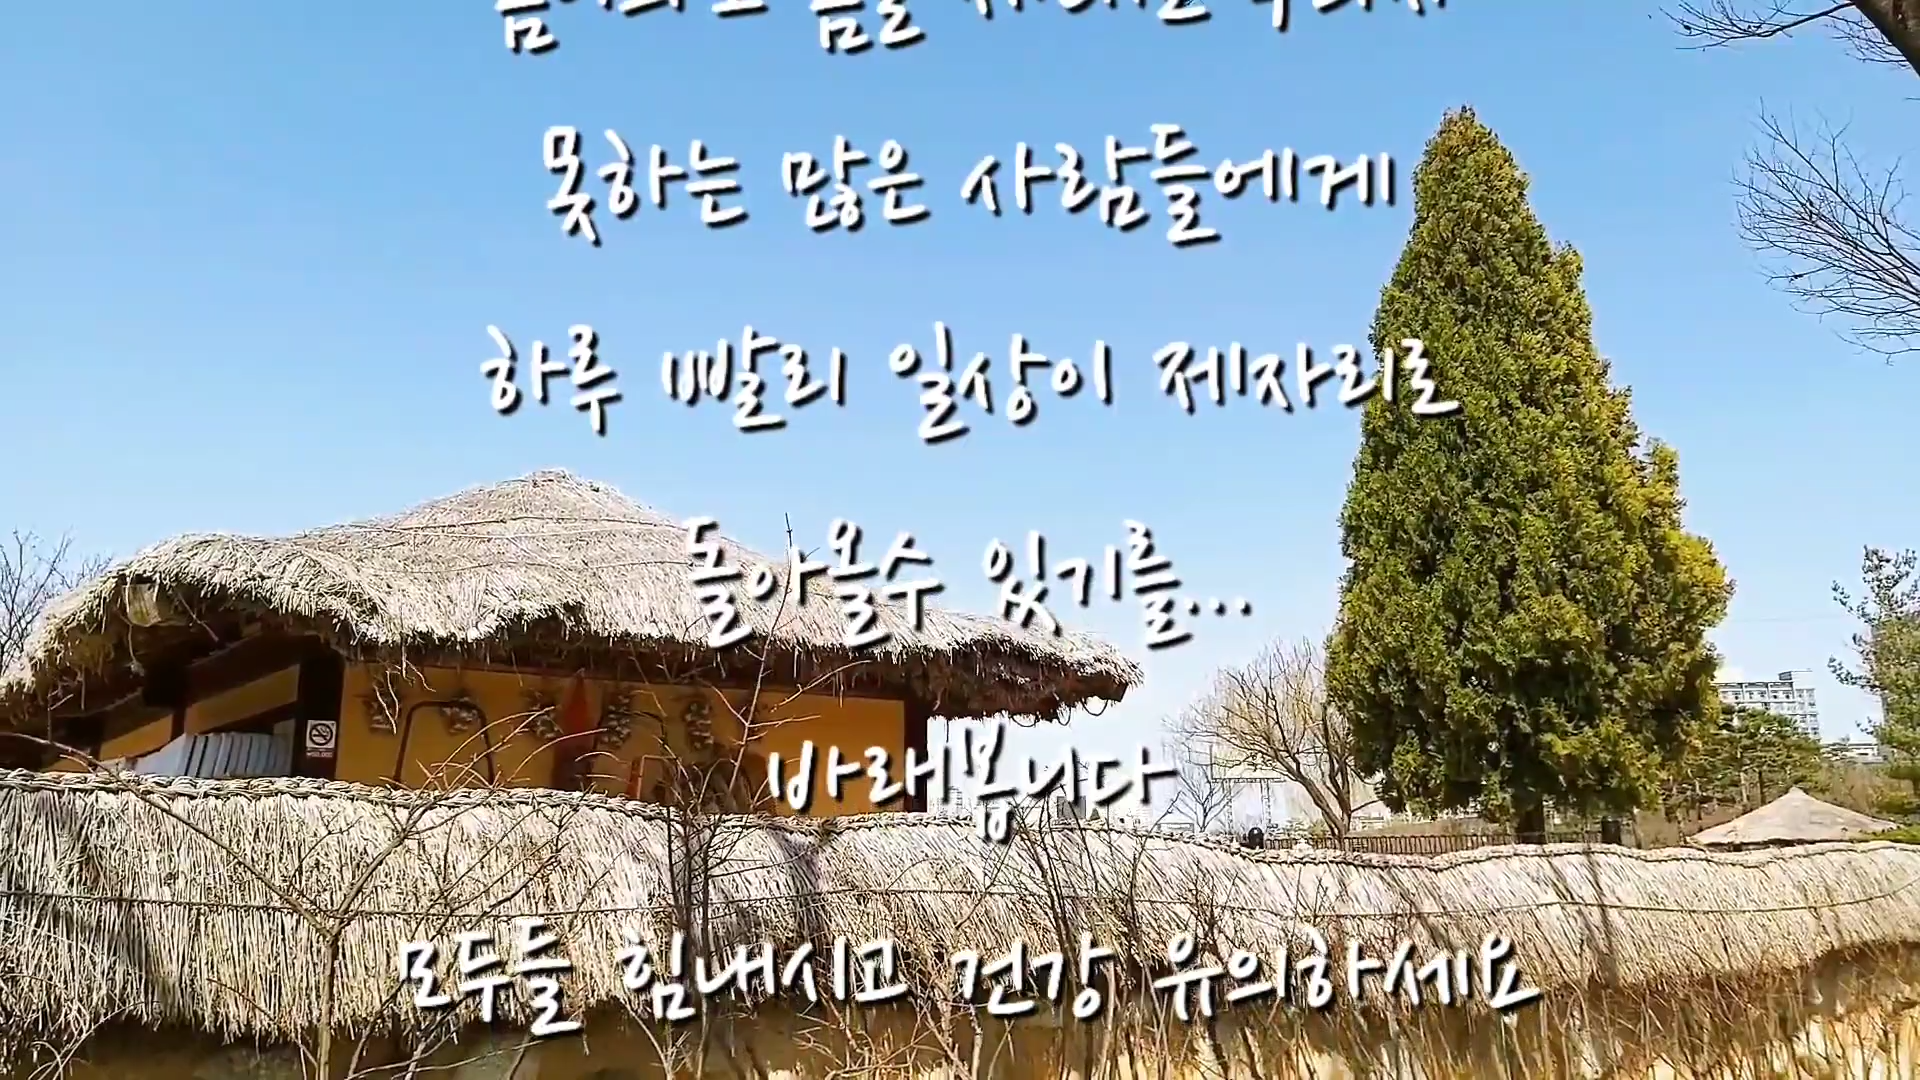 못하는 많은 사람들에게
하루 빨리 일상이 제자리로
돌아올수 있기를...
바래봅니다
모두들 힘내시고 건강 유의하세요